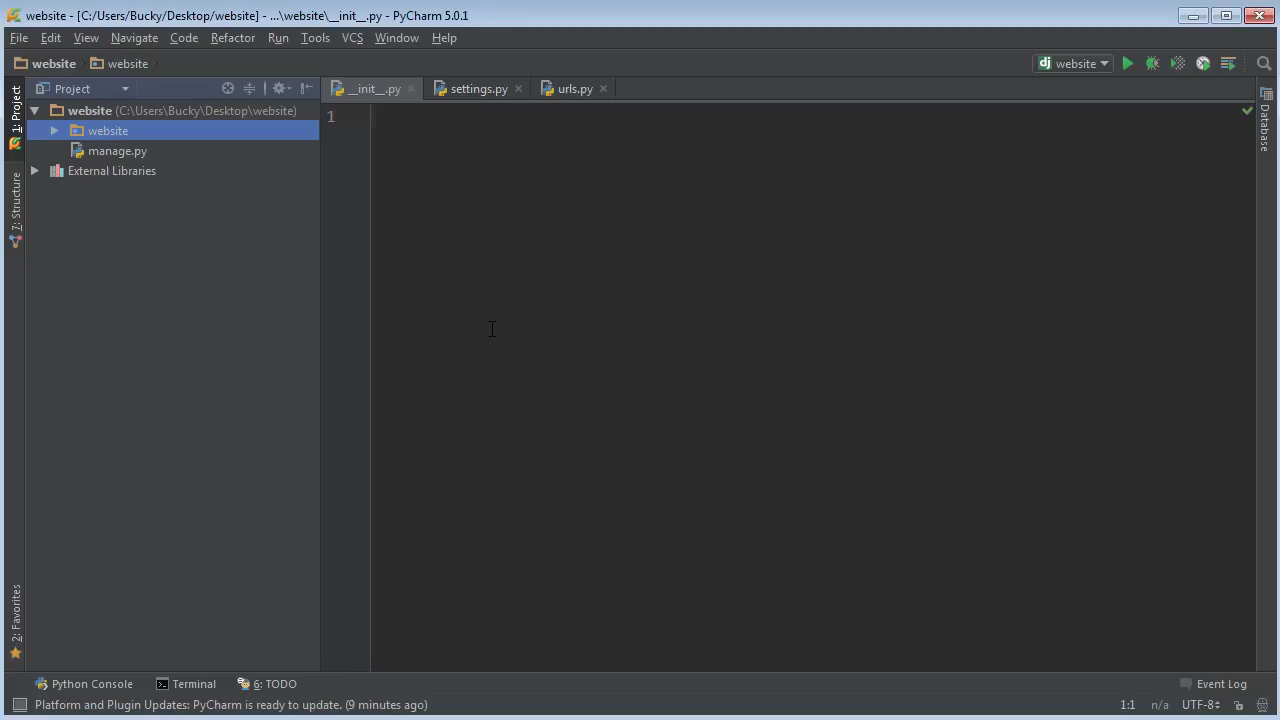 website - [C:/Users/Bucky/Desktop/website] - ...\website\__init__.py - PyCharm 5.0.1
File Edit View Navigate Code Refactor Run Tools VCS Window Help
website website dj website
1: Project
Project
__init__.py settings.py urls.py
website (C:\Users\Bucky\Desktop\website)
website
manage.py
External Libraries
1
7: Structure
2: Favorites
Database
Python Console Terminal 6: TODO Event Log
Platform and Plugin Updates: PyCharm is ready to update. (9 minutes ago) 1:1 n/a UTF-8